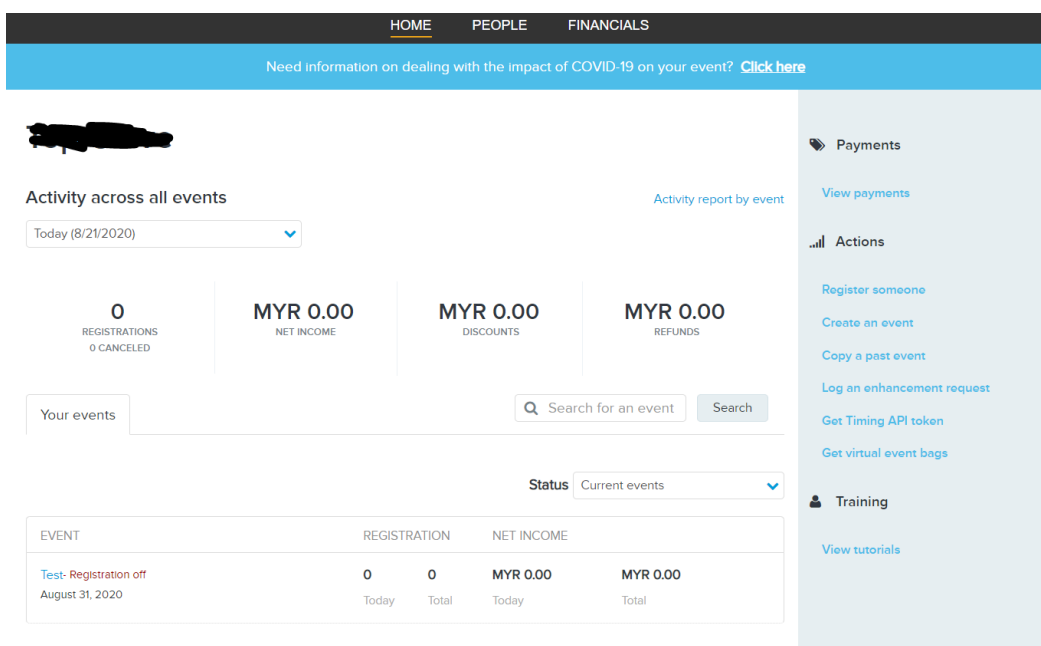 HOME PEOPLE FINANCIALS
Need information on dealing with the impact of COVID-19 on your event? Click here
Activity across all events
Activity report by event
Today (8/21/2020)
0
REGISTRATIONS
0 CANCELED
MYR 0.00
NET INCOME
MYR 0.00
DISCOUNTS
MYR 0.00
REFUNDS
Your events
Search for an event
Search
Status Current events
EVENT REGISTRATION NET INCOME
Test- Registration off 0 0 MYR 0.00 MYR 0.00
August 31, 2020 Today Total Today Total
Payments
View payments
Actions
Register someone
Create an event
Copy a past event
Log an enhancement request
Get Timing API token
Get virtual event bags
Training
View tutorials